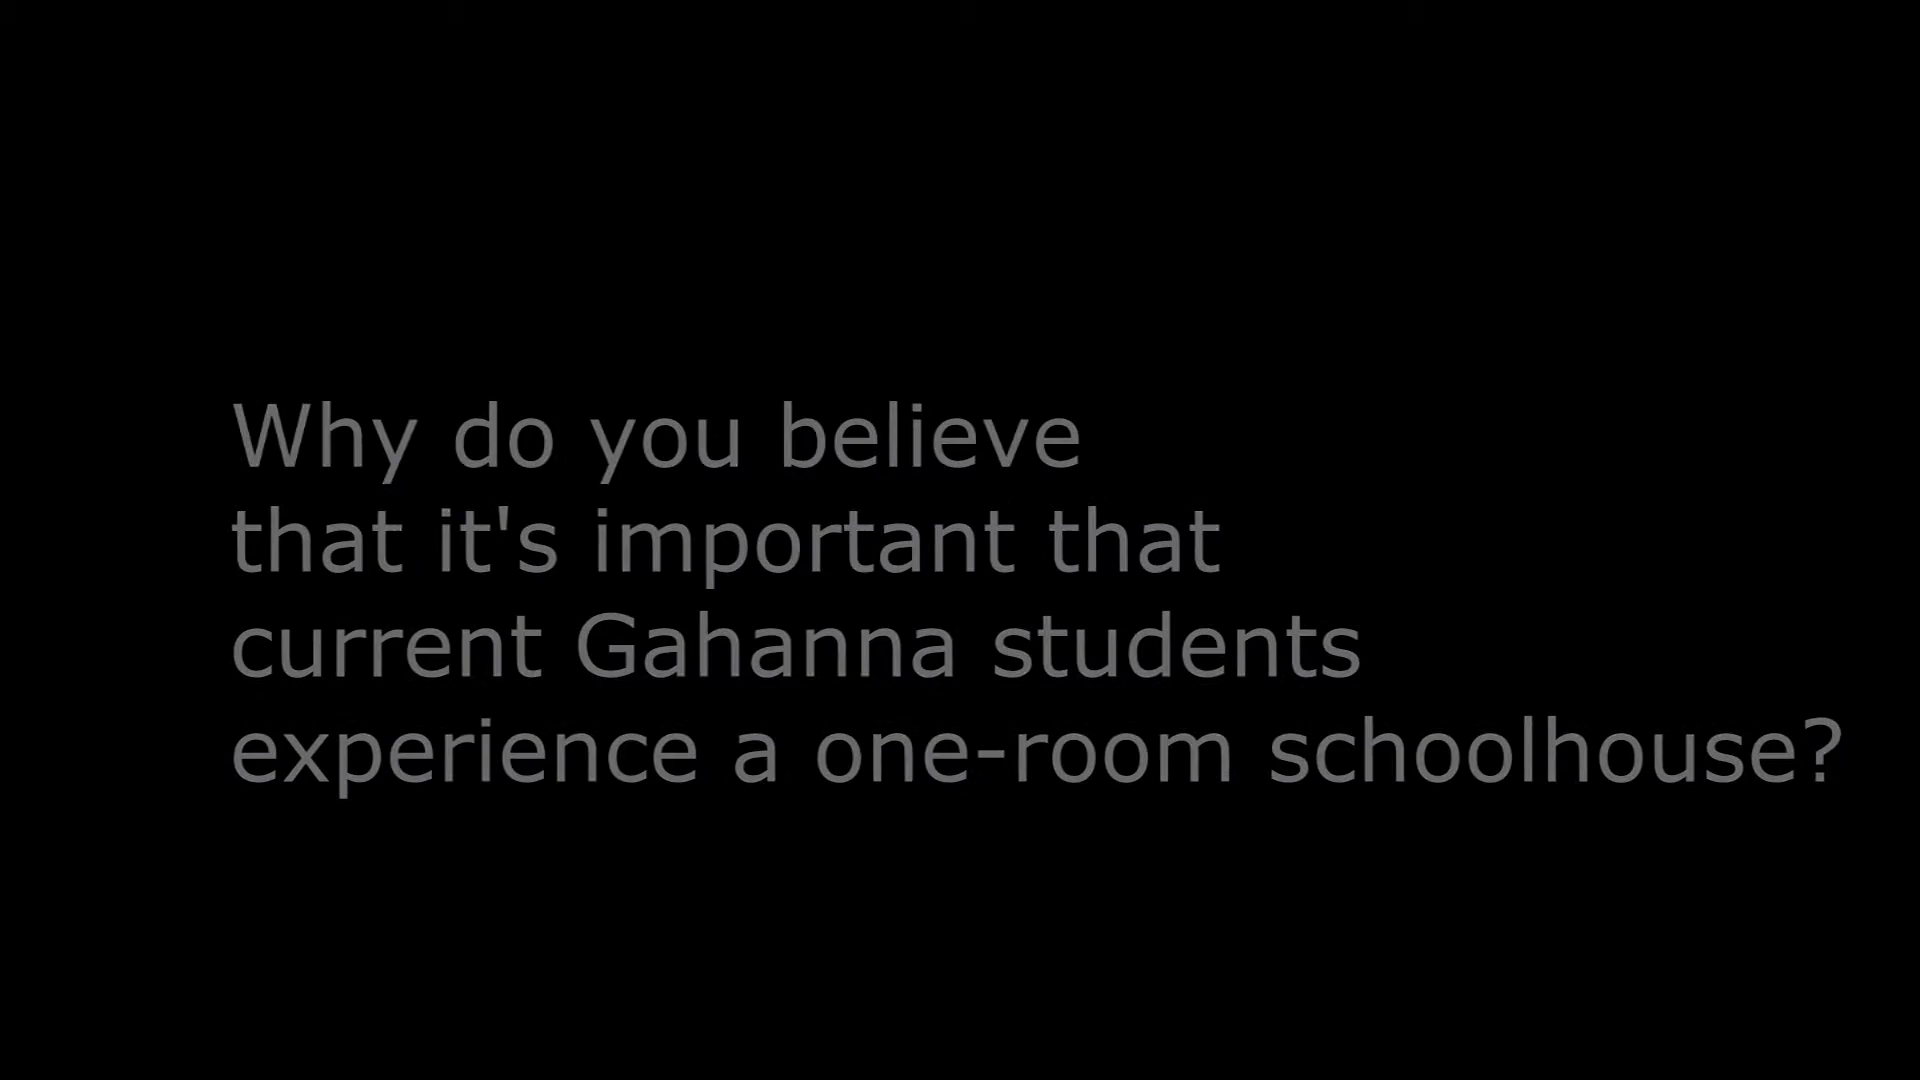 Why do you believe
that it's important that
current Gahanna students
experience a one-room schoolhouse?